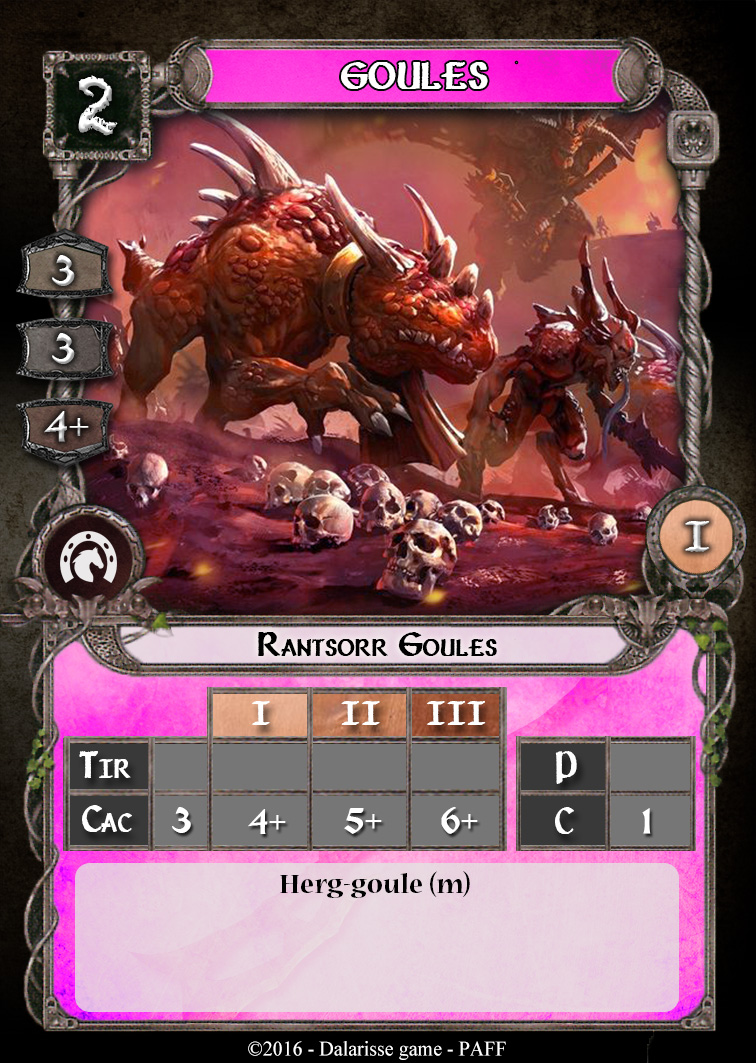 GOULES
2
3
3
4+
I
Rantsorr Goules
I II III
Tir
Cac 3 4+ 5+ 6+
P
C 1
Herg-goule (m)
©2016 - Dalarisse game - PAFF